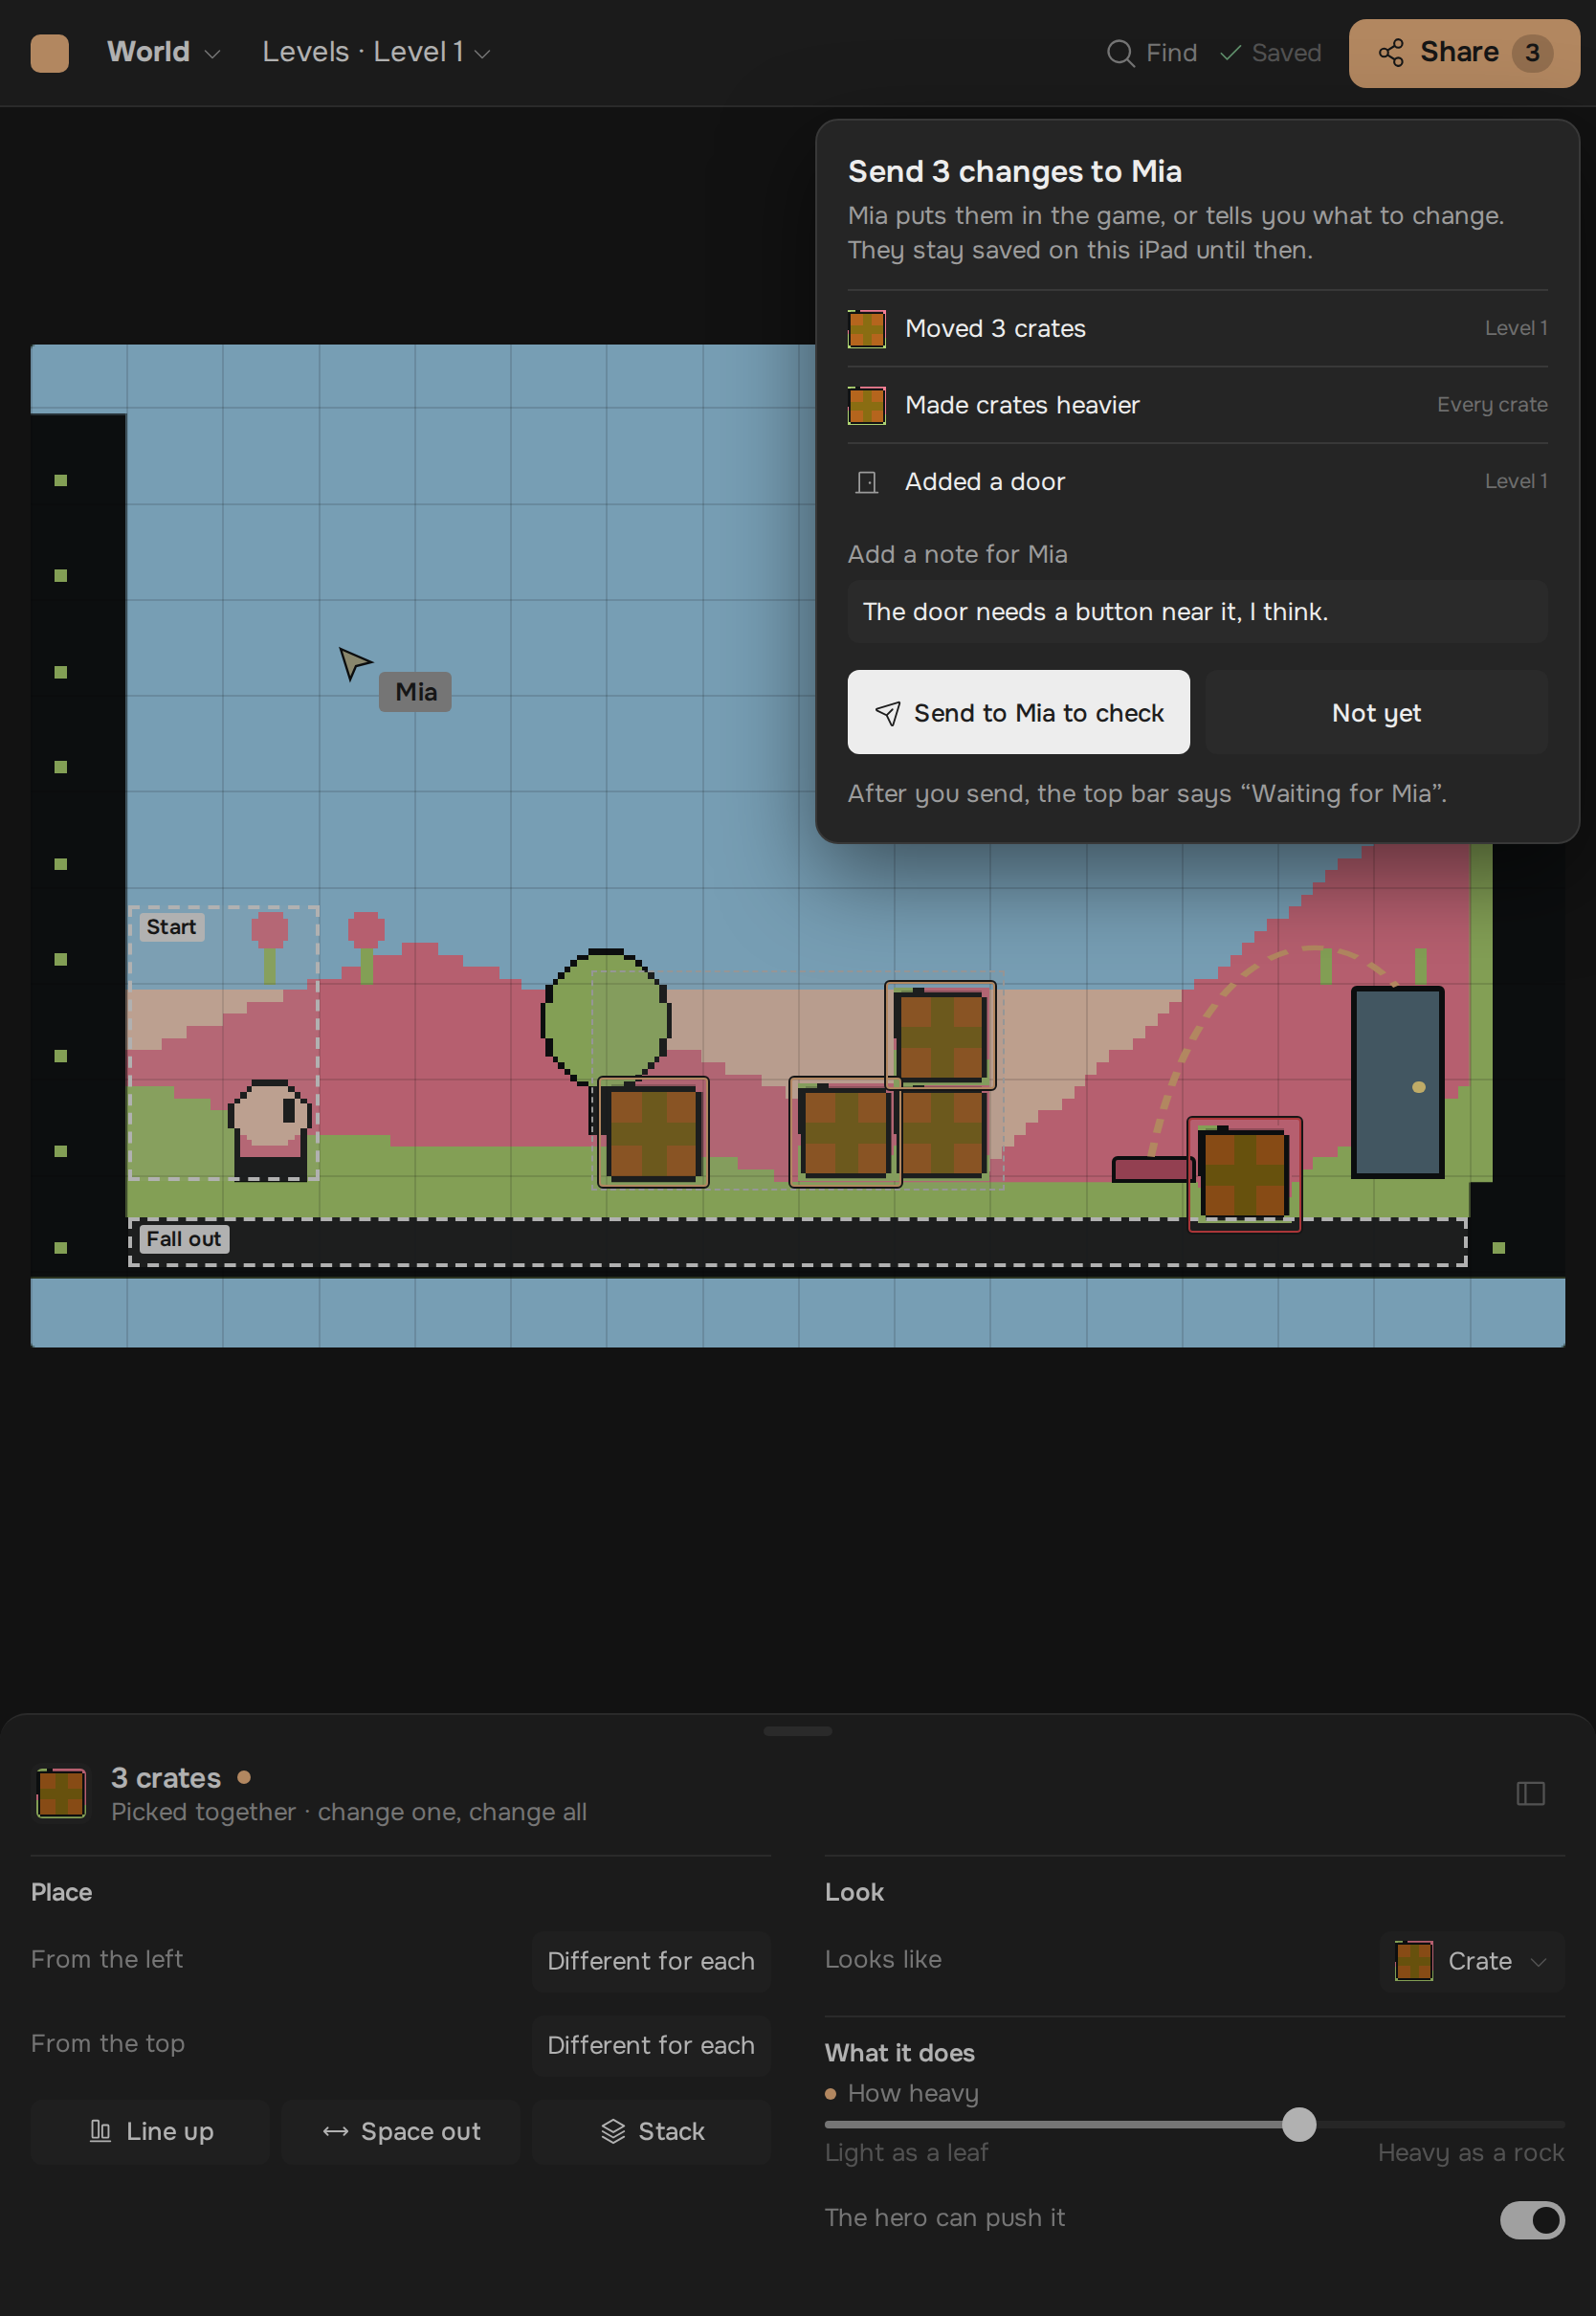 World
Levels · Level 1
Find
Saved
Share 3
Send 3 changes to Mia
Mia puts them in the game, or tells you what to change.
They stay saved on this iPad until then.
Moved 3 crates
Level 1
Made crates heavier
Every crate
Added a door
Level 1
Add a note for Mia
The door needs a button near it, I think.
Send to Mia to check
Not yet
After you send, the top bar says “Waiting for Mia”.
Mia
Start
Fall out
3 crates
Picked together · change one, change all
Place
From the left
Different for each
From the top
Different for each
Line up
Space out
Stack
Look
Looks like
Crate
What it does
How heavy
Light as a leaf
Heavy as a rock
The hero can push it